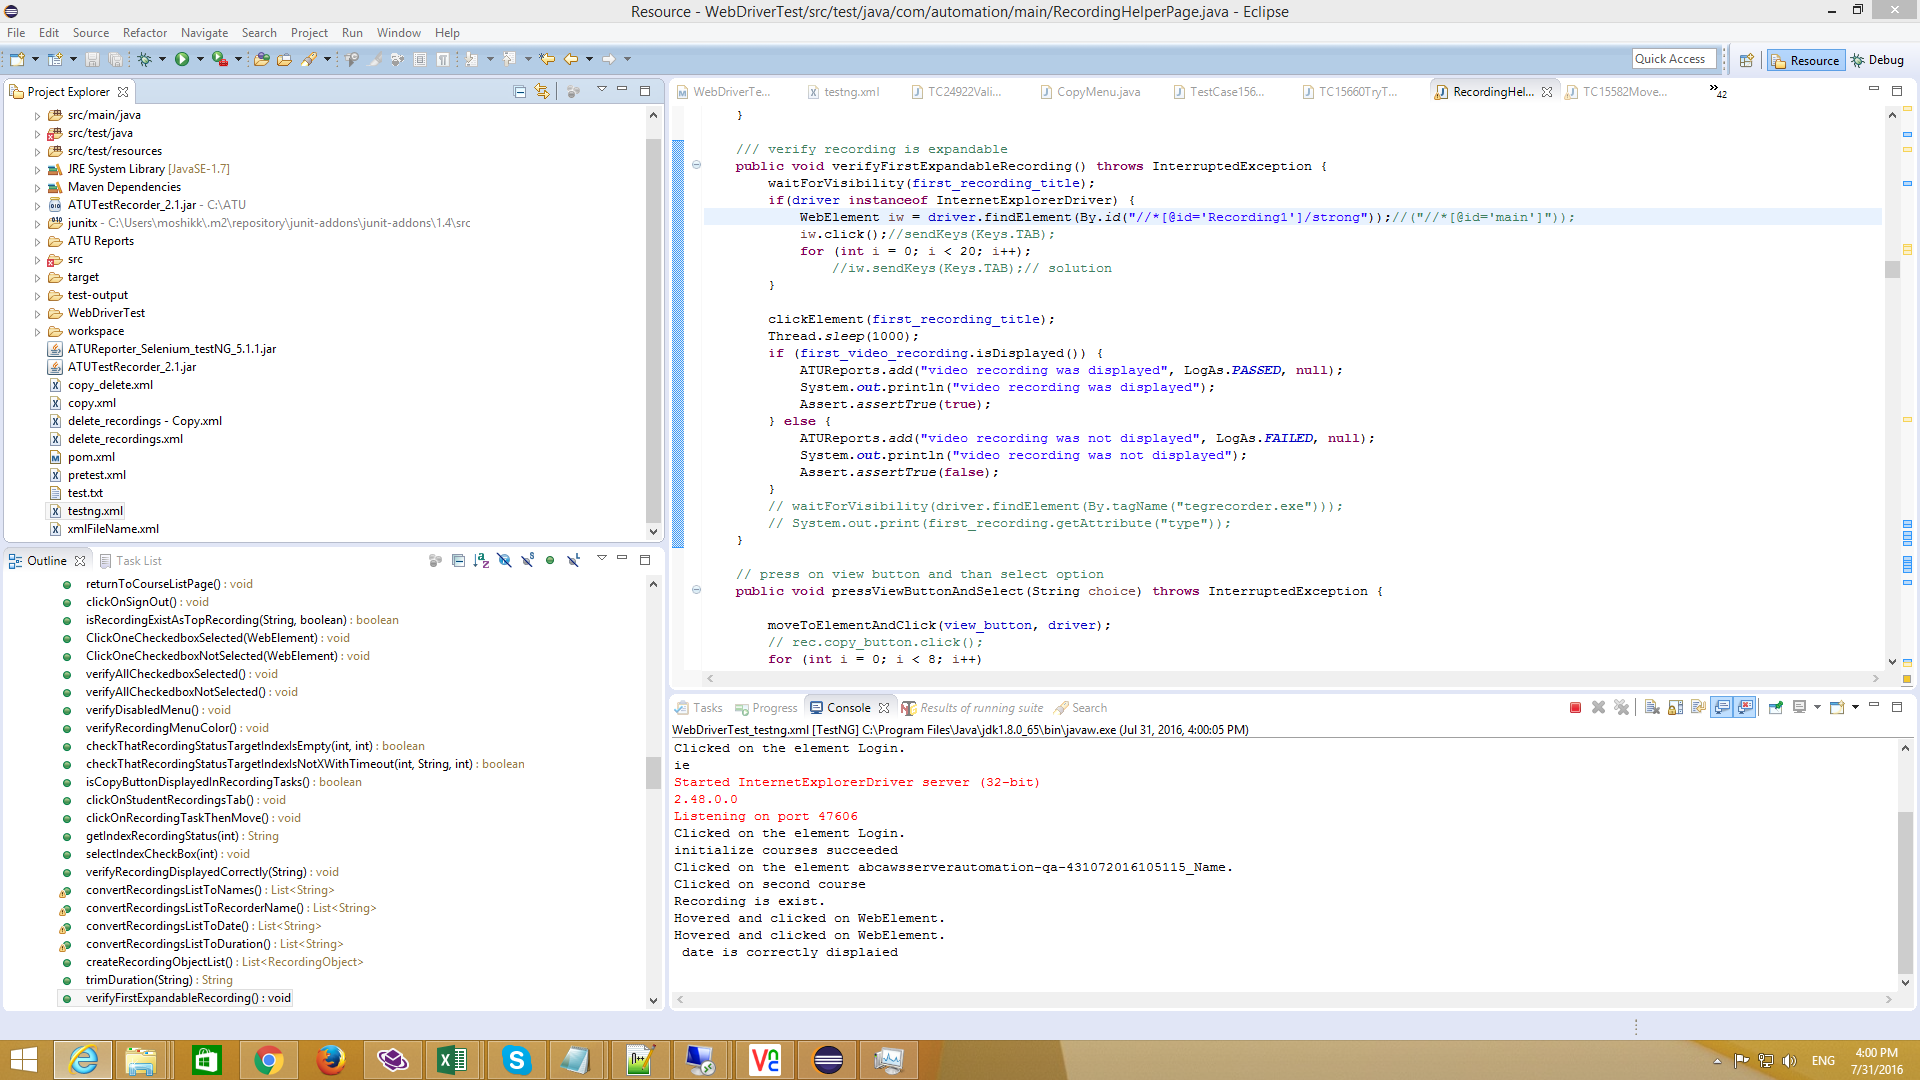 Resource - WebDriverTest/src/test/java/com/automation/main/RecordingHelperPage.java - Eclipse
File Edit Source Refactor Navigate Search Project Run Window Help
Quick Access
Resource
Debug
Project Explorer
src/main/java
src/test/java
src/test/resources
JRE System Library [JavaSE-1.7]
Maven Dependencies
ATUTestRecorder_2.1.jar - C:\ATU
junitx - C:\Users\moshikk\.m2\repository\junit-addons\junit-addons\1.4\src
ATU Reports
src
target
test-output
WebDriverTest
workspace
ATUReporter_Selenium_testNG_5.1.1.jar
ATUTestRecorder_2.1.jar
copy_delete.xml
copy.xml
delete_recordings - Copy.xml
delete_recordings.xml
pom.xml
pretest.xml
test.txt
testng.xml
xmlFileName.xml
Outline Task List
returnToCourseListPage() : void
clickOnSignOut() : void
isRecordingExistAsTopRecording(String, boolean) : boolean
ClickOneCheckedboxSelected(WebElement) : void
ClickOneCheckedboxNotSelected(WebElement) : void
verifyAllCheckedboxSelected() : void
verifyAllCheckedboxNotSelected() : void
verifyDisabledMenu() : void
verifyRecordingMenuColor() : void
checkThatRecordingStatusTargetIndexIsEmpty(int, int) : boolean
checkThatRecordingStatusTargetIndexIsNotXWithTimeout(int, String, int) : boolean
isCopyButtonDisplayedInRecordingTasks() : boolean
clickOnStudentRecordingsTab() : void
clickOnRecordingTaskThenMove() : void
getIndexRecordingStatus(int) : String
selectIndexCheckBox(int) : void
verifyRecordingDisplayedCorrectly(String) : void
convertRecordingsListToNames() : List<String>
convertRecordingsListToRecorderName() : List<String>
convertRecordingsListToDate() : List<String>
convertRecordingsListToDuration() : List<String>
createRecordingObjectList() : List<RecordingObject>
trimDuration(String) : String
verifyFirstExpandableRecording() : void
WebDriverTe... testng.xml TC24922Vali... CopyMenu.java TestCase156... TC15660TryT... RecordingHel... TC15582Move... »42
}
/// verify recording is expandable
public void verifyFirstExpandableRecording() throws InterruptedException {
waitForVisibility(first_recording_title);
if(driver instanceof InternetExplorerDriver) {
WebElement iw = driver.findElement(By.id("//*[@id='Recording1']/strong"));//("//*[@id='main']"));
iw.click();//sendKeys(Keys.TAB);
for (int i = 0; i < 20; i++);
//iw.sendKeys(Keys.TAB);// solution
}
clickElement(first_recording_title);
Thread.sleep(1000);
if (first_video_recording.isDisplayed()) {
ATUReports.add("video recording was displayed", LogAs.PASSED, null);
System.out.println("video recording was displayed");
Assert.assertTrue(true);
} else {
ATUReports.add("video recording was not displayed", LogAs.FAILED, null);
System.out.println("video recording was not displayed");
Assert.assertTrue(false);
}
// waitForVisibility(driver.findElement(By.tagName("tegrecorder.exe")));
// System.out.print(first_recording.getAttribute("type"));
}
// press on view button and than select option
public void pressViewButtonAndSelect(String choice) throws InterruptedException {
moveToElementAndClick(view_button, driver);
// rec.copy_button.click();
for (int i = 0; i < 8; i++)
Tasks Progress Console Results of running suite Search
WebDriverTest_testng.xml [TestNG] C:\Program Files\Java\jdk1.8.0_65\bin\javaw.exe (Jul 31, 2016, 4:00:05 PM)
Clicked on the element Login.
ie
Started InternetExplorerDriver server (32-bit)
2.48.0.0
Listening on port 47606
Clicked on the element Login.
initialize courses succeeded
Clicked on the element abcawsserverautomation-qa-431072016105115_Name.
Clicked on second course
Recording is exist.
Hovered and clicked on WebElement.
Hovered and clicked on WebElement.
date is correctly displaied
ENG
4:00 PM
7/31/2016